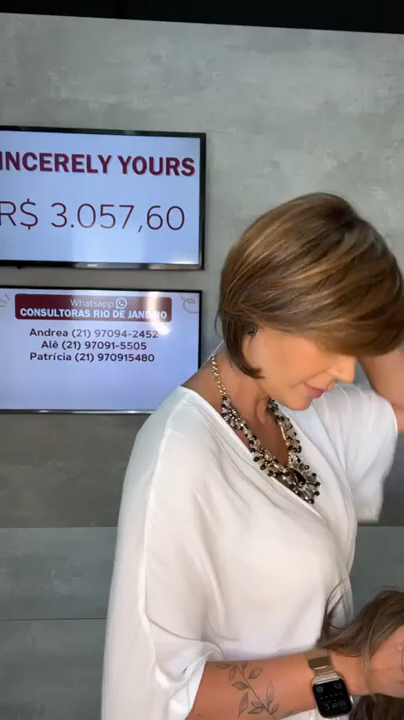 INCERELY YOURS
R$ 3.057,60
Whatsapp
CONSULTORAS RIO DE JANEIRO
Andrea (21) 97094-2452
Alê (21) 97091-5505
Patrícia (21) 970915480